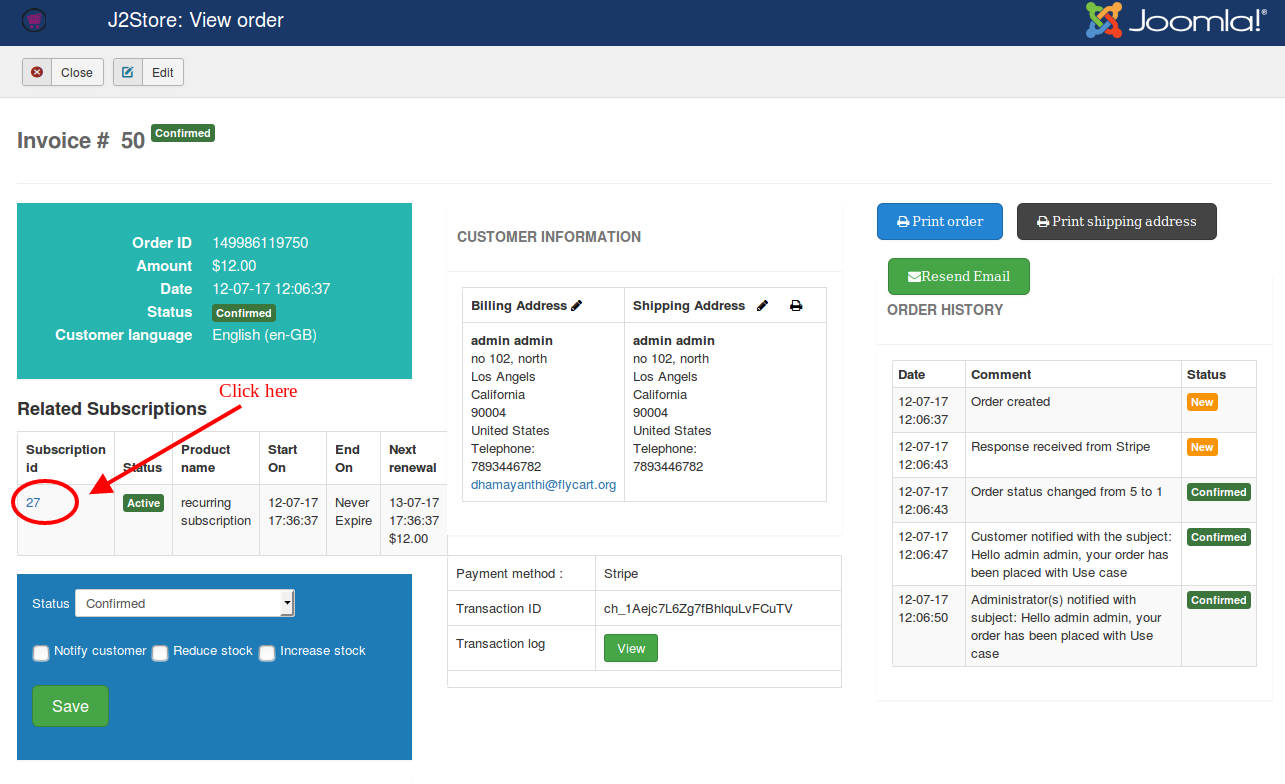 J2Store: View order
Joomla!®
Close
Edit
Invoice # 50 Confirmed
Order ID 149986119750
Amount $12.00
Date 12-07-17 12:06:37
Status Confirmed
Customer language English (en-GB)
Click here
Related Subscriptions
Subscription id
Status
Product name
Start On
End On
Next renewal
27
Active
recurring subscription
12-07-17 17:36:37
Never Expire
13-07-17 17:36:37 $12.00
Status Confirmed
Notify customer Reduce stock Increase stock
Save
CUSTOMER INFORMATION
Billing Address
Shipping Address
admin admin
no 102, north
Los Angels
California
90004
United States
Telephone:
7893446782
dhamayanthi@flycart.org
admin admin
no 102, north
Los Angels
California
90004
United States
Telephone:
7893446782
Payment method : Stripe
Transaction ID ch_1Aejc7L6Zg7fBhlquLvFCuTV
Transaction log View
Print order
Print shipping address
Resend Email
ORDER HISTORY
Date Comment Status
12-07-17 Order created New
12:06:37
12-07-17 Response received from Stripe New
12:06:43
12-07-17 Order status changed from 5 to 1 Confirmed
12:06:43
12-07-17 Customer notified with the subject: Confirmed
12:06:47 Hello admin admin, your order has
been placed with Use case
12-07-17 Administrator(s) notified with Confirmed
12:06:50 subject: Hello admin admin, your
order has been placed with Use
case